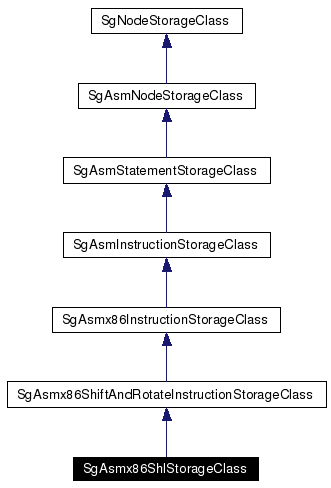 SgNodeStorageClass
SgAsmNodeStorageClass
SgAsmStatementStorageClass
SgAsmInstructionStorageClass
SgAsmx86InstructionStorageClass
SgAsmx86ShiftAndRotateInstructionStorageClass
SgAsmx86ShlStorageClass